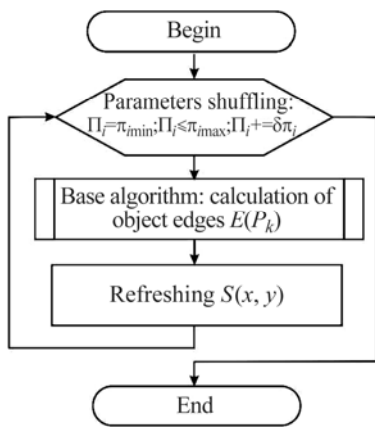 Begin
Parameters shuffling:
Πᵢ=πᵢmin;Πᵢ⩽πᵢmax;Πᵢ+=δπᵢ
Base algorithm: calculation of
object edges E(Pₖ)
Refreshing S(x, y)
End